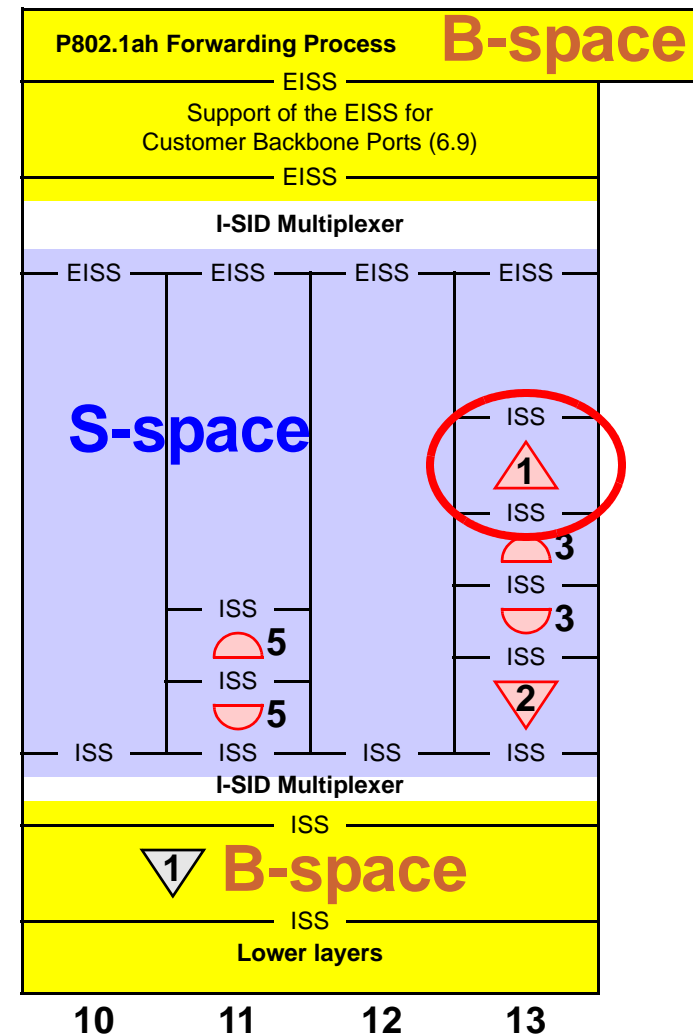 P802.1ah Forwarding Process B-space
EISS
Support of the EISS for
Customer Backbone Ports (6.9)
EISS
I-SID Multiplexer
EISS EISS EISS EISS
S-space
ISS
1
ISS
3
ISS
ISS
3
5
ISS
ISS
2
5
ISS ISS ISS ISS
I-SID Multiplexer
ISS
1 B-space
ISS
Lower layers
10 11 12 13